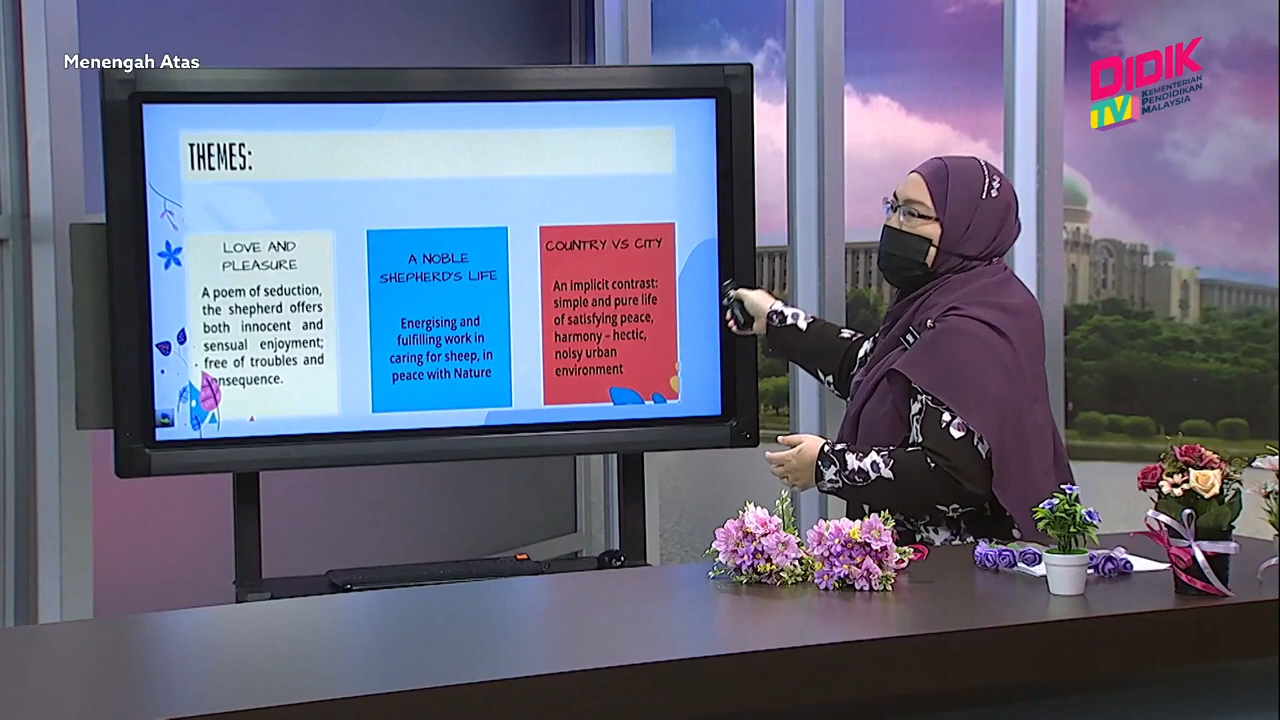 Menengah Atas
DIDIK
TV
KEMENTERIAN
PENDIDIKAN
MALAYSIA
THEMES:
LOVE AND
PLEASURE
A poem of seduction,
the shepherd offers
both innocent and
sensual enjoyment;
free of troubles and
consequence.
A NOBLE
SHEPHERD'S LIFE
Energising and
fulfilling work in
caring for sheep, in
peace with Nature
COUNTRY VS CITY
An implicit contrast:
simple and pure life
of satisfying peace,
harmony – hectic,
noisy urban
environment